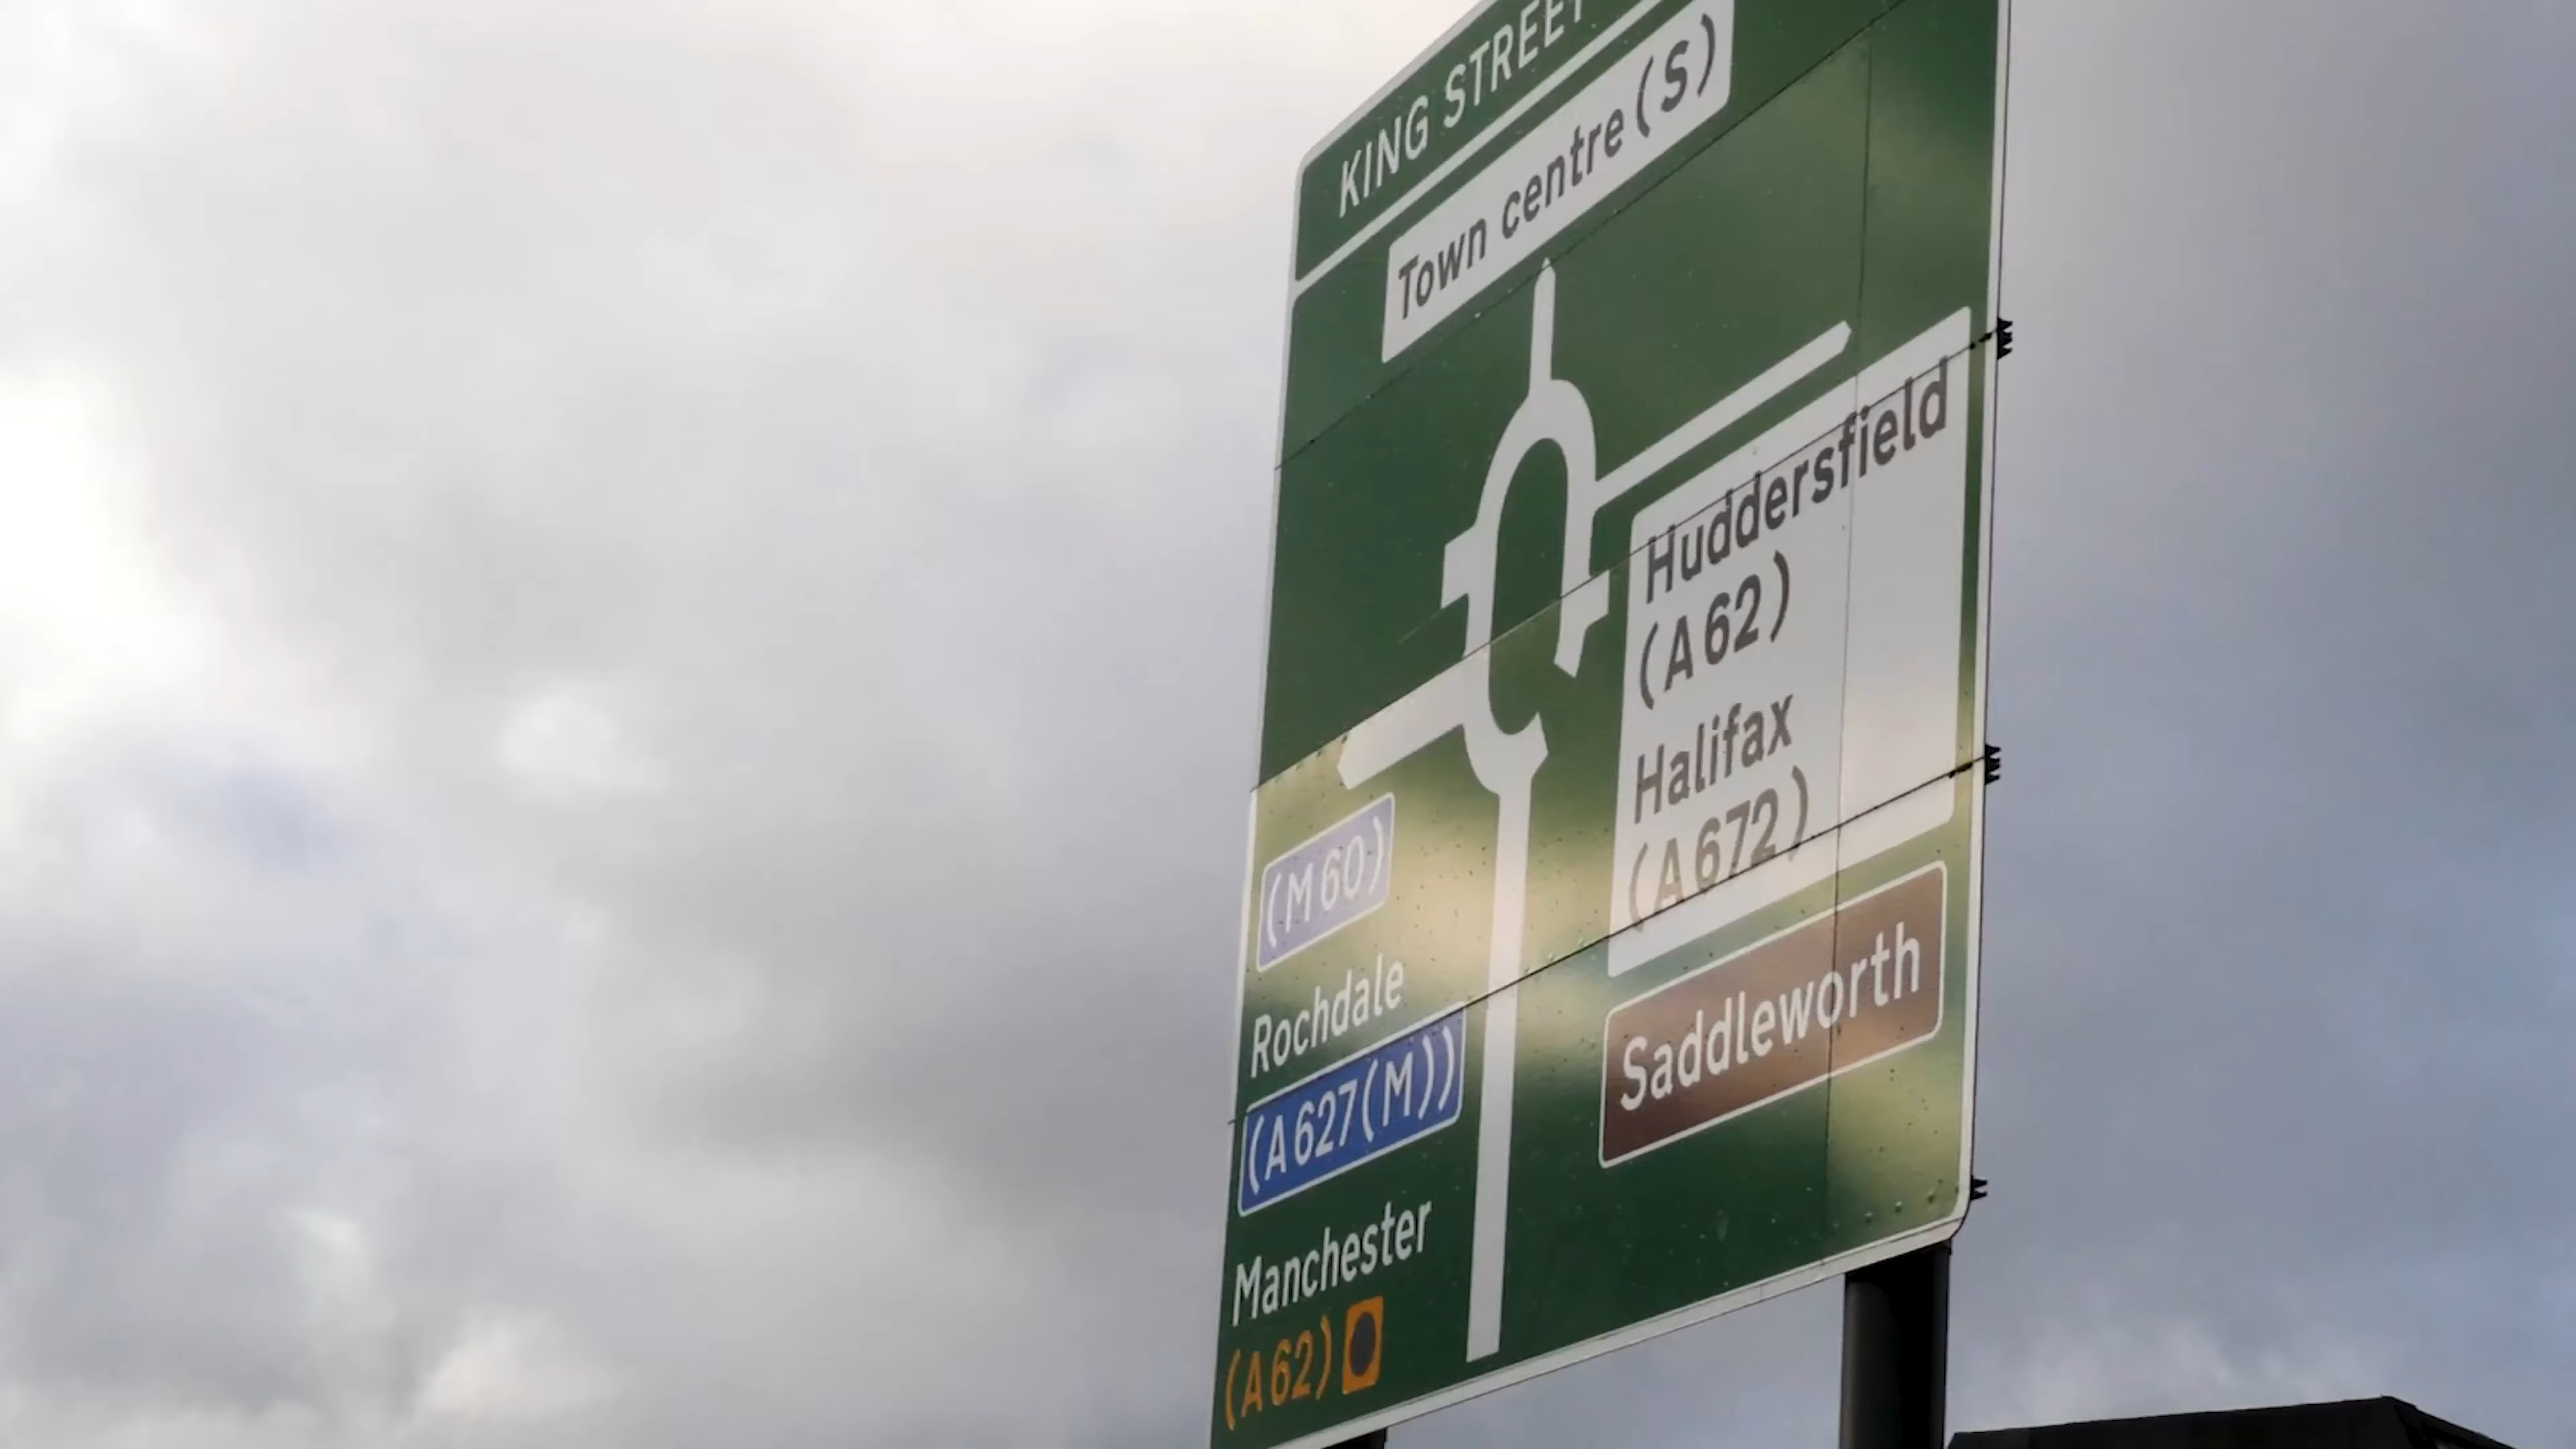 KING STREET
Town centre (S)
Huddersfield
(A62)
Halifax
(A672)
Saddleworth
(M60)
Rochdale
(A627(M))
Manchester
(A62)